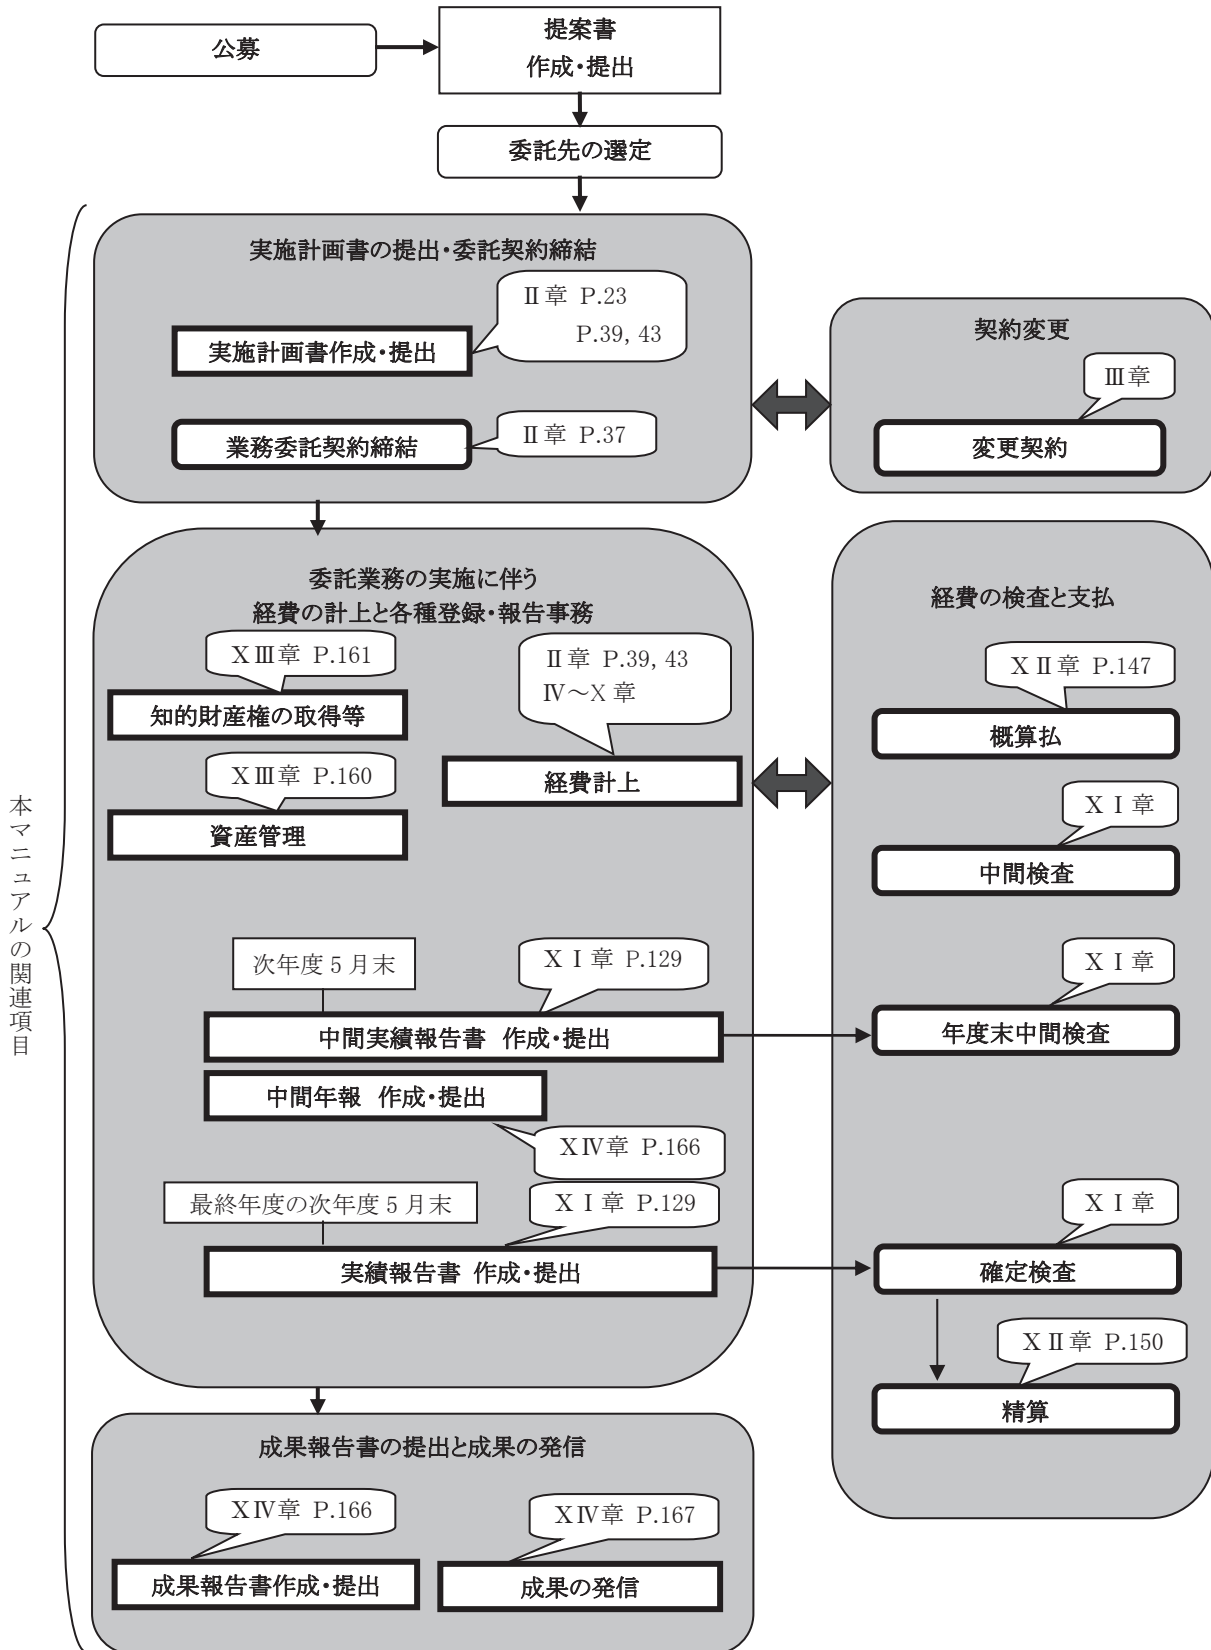 公募
提案書
作成・提出
委託先の選定
実施計画書の提出・委託契約締結
Ⅱ章 P.23
P.39, 43
実施計画書作成・提出
Ⅱ章 P.37
業務委託契約締結
契約変更
Ⅲ章
変更契約
委託業務の実施に伴う
経費の計上と各種登録・報告事務
ⅩⅢ章 P.161
知的財産権の取得等
ⅩⅢ章 P.160
資産管理
Ⅱ章 P.39, 43
Ⅳ～Ⅹ章
経費計上
経費の検査と支払
ⅩⅡ章 P.147
概算払
ⅩⅠ章
中間検査
本マニュアルの関連項目
次年度5月末
ⅩⅠ章 P.129
中間実績報告書 作成・提出
ⅩⅠ章
年度末中間検査
中間年報 作成・提出
ⅩⅣ章 P.166
最終年度の次年度5月末
ⅩⅠ章 P.129
実績報告書 作成・提出
ⅩⅠ章
確定検査
ⅩⅡ章 P.150
精算
成果報告書の提出と成果の発信
ⅩⅣ章 P.166
成果報告書作成・提出
ⅩⅣ章 P.167
成果の発信